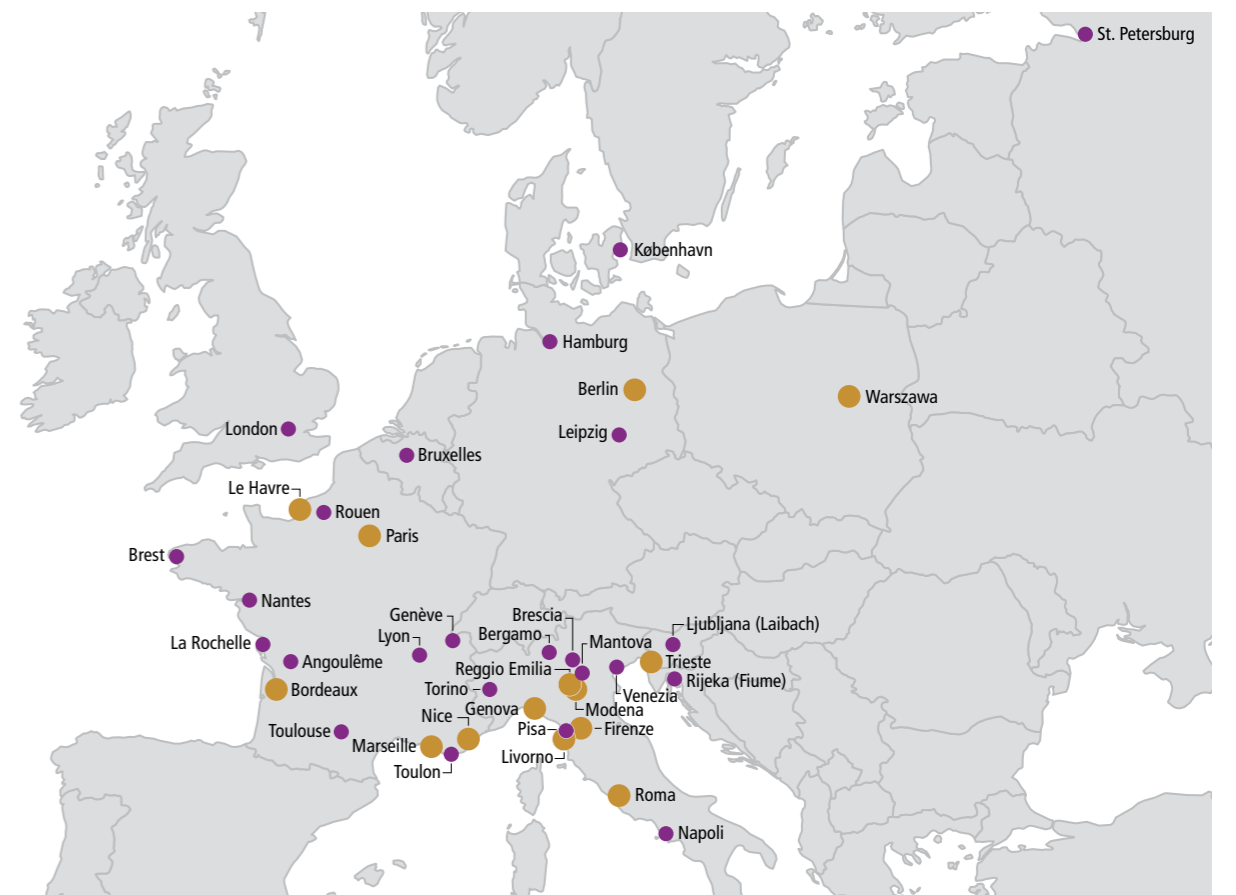 St. Petersburg
København
Hamburg
Berlin
Warszawa
London
Leipzig
Bruxelles
Le Havre
Rouen
Paris
Brest
Nantes
Genève
Brescia
Ljubljana (Laibach)
Lyon
Bergamo
Mantova
La Rochelle
Angoulême
Reggio Emilia
Trieste
Rijeka (Fiume)
Bordeaux
Torino
Venezia
Genova
Modena
Nice
Toulouse
Pisa
Firenze
Marseille
Livorno
Toulon
Roma
Napoli